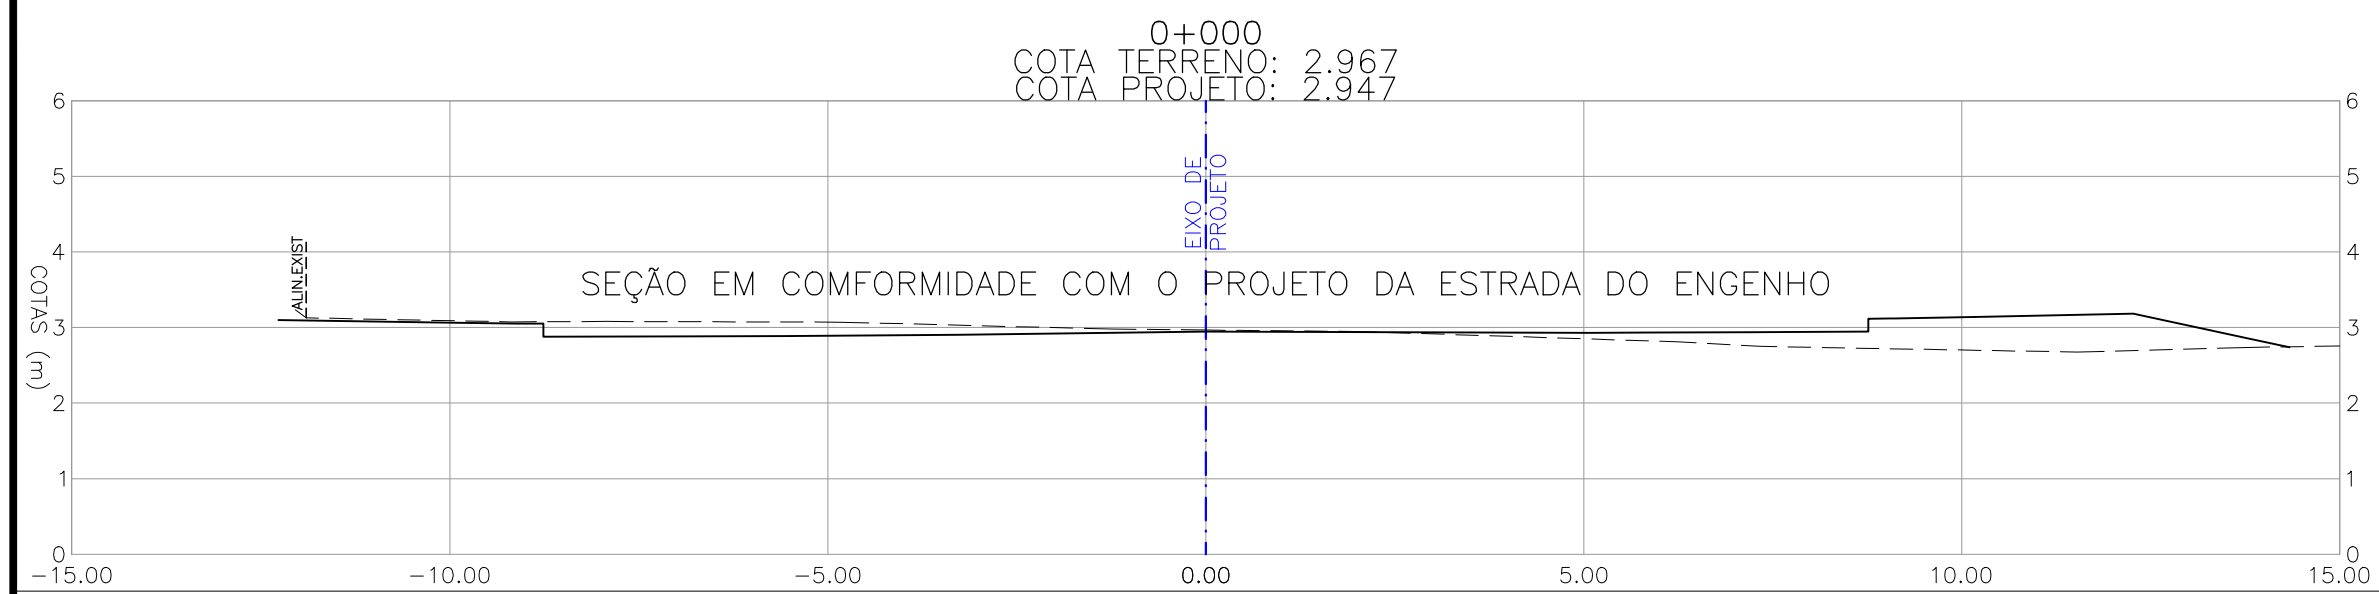 0+000
COTA TERRENO: 2.967
COTA PROJETO: 2.947
6 6
5 5
EIXO DE
PROJETO
4 4
ALIN.EXIST
SEÇÃO EM COMFORMIDADE COM O PROJETO DA ESTRADA DO ENGENHO
COTAS (m)
3 3
2 2
1 1
0 0
-15.00 -10.00 -5.00 0.00 5.00 10.00 15.00